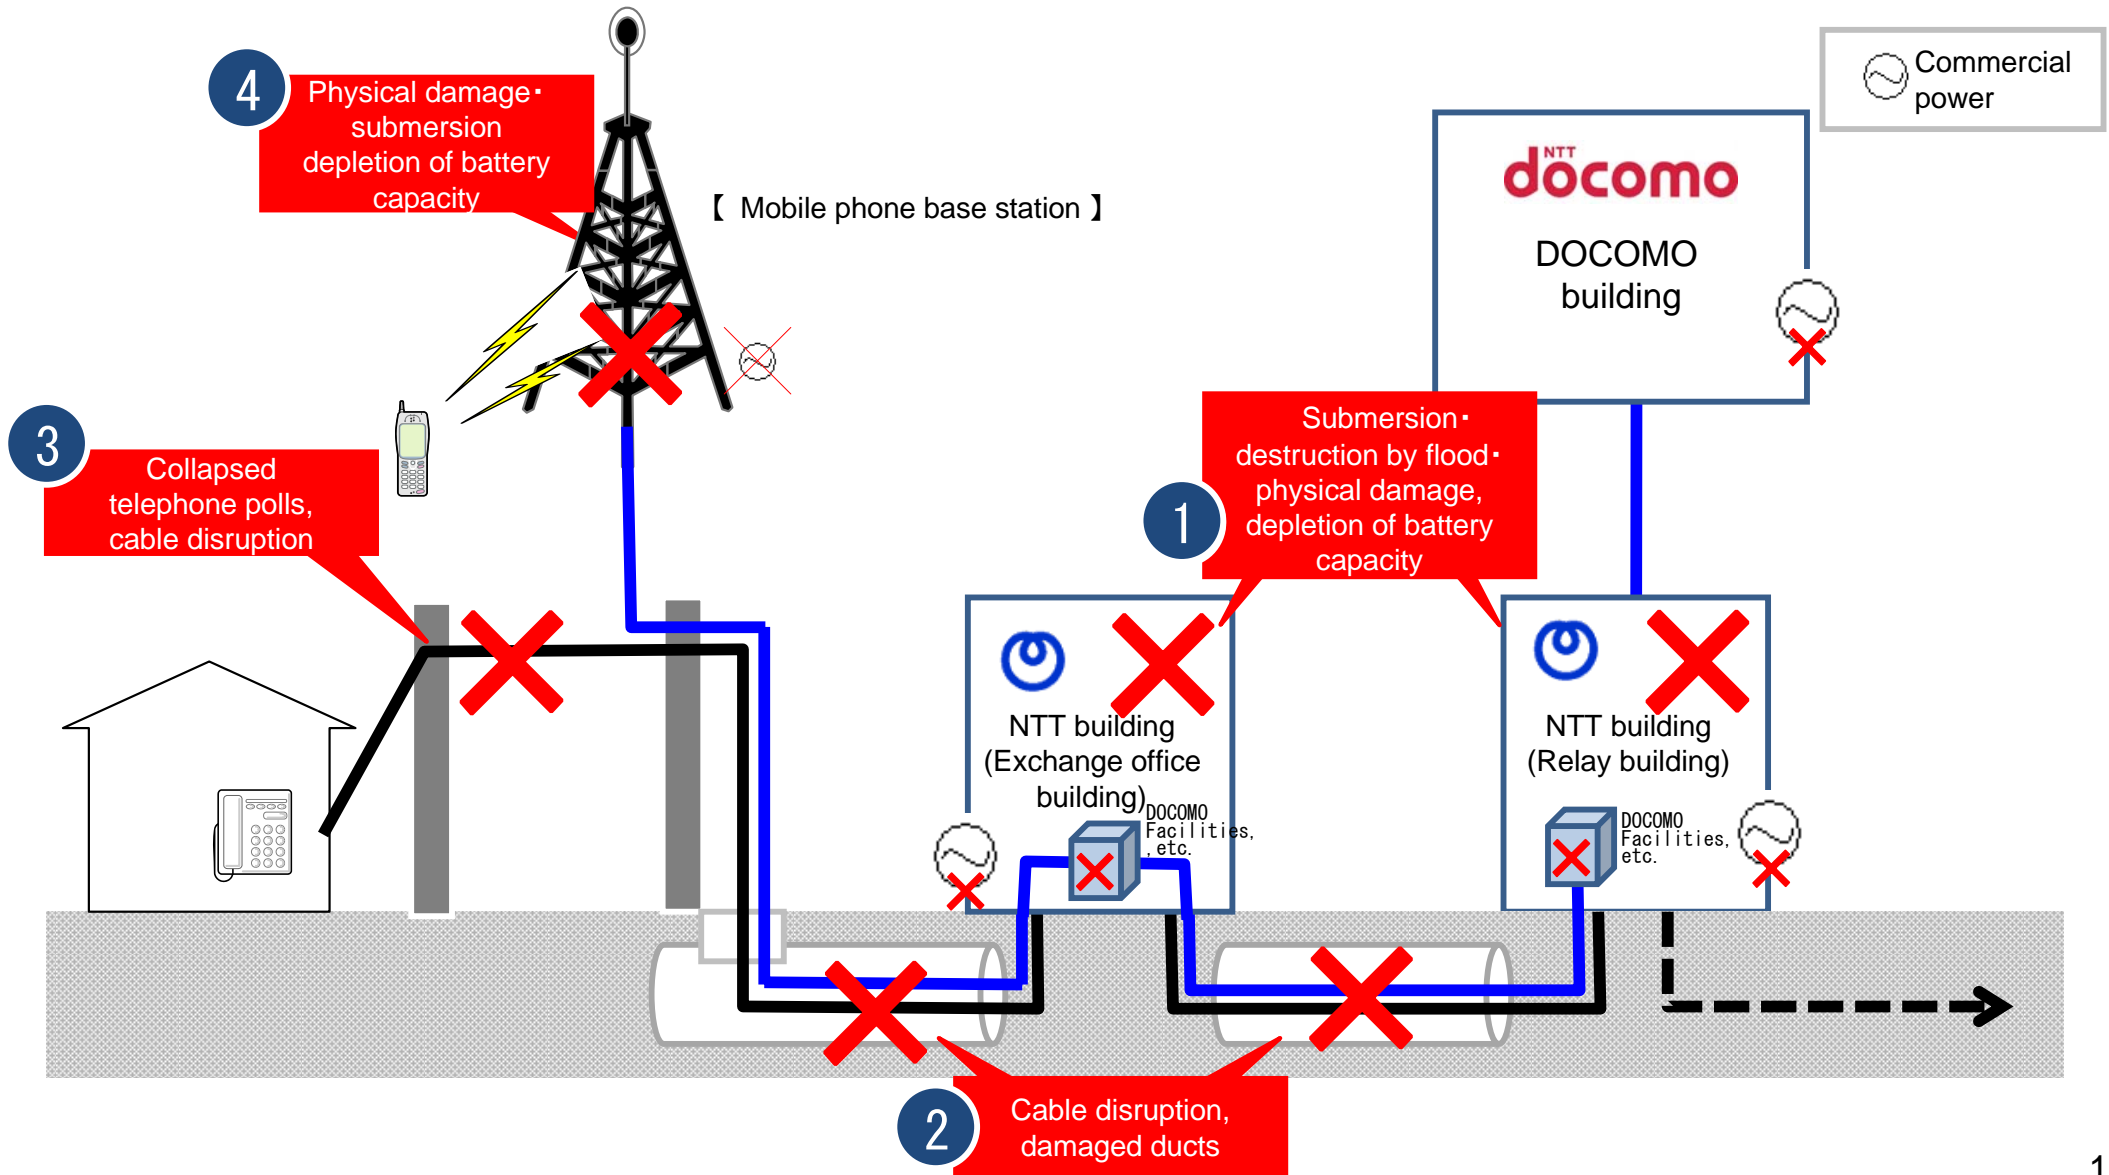 4
Physical damage・
submersion
depletion of battery
capacity
【 Mobile phone base station 】
Commercial
power
NTT
docomo
DOCOMO
building
3
Collapsed
telephone polls,
cable disruption
1
Submersion・
destruction by flood・
physical damage,
depletion of battery
capacity
NTT building
(Exchange office
building)
DOCOMO
Facilities,
, etc.
NTT building
(Relay building)
DOCOMO
Facilities,
etc.
2
Cable disruption,
damaged ducts
1